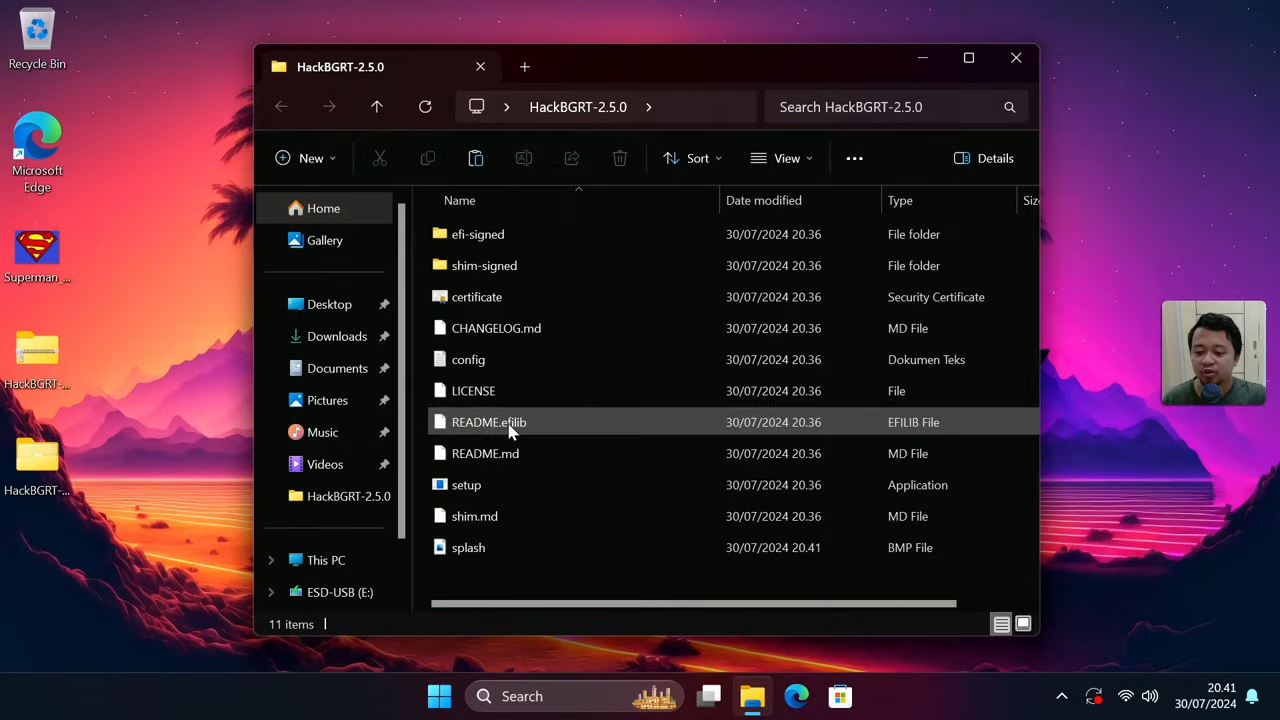 Recycle Bin
Microsoft
Edge
Superman_...
HackBGRT-...
HackBGRT-...
HackBGRT-2.5.0
HackBGRT-2.5.0
Search HackBGRT-2.5.0
New
Sort
View
Details
Home
Gallery
Desktop
Downloads
Documents
Pictures
Music
Videos
HackBGRT-2.5.0
This PC
ESD-USB (E:)
Name Date modified Type Siz
efi-signed 30/07/2024 20.36 File folder
shim-signed 30/07/2024 20.36 File folder
certificate 30/07/2024 20.36 Security Certificate
CHANGELOG.md 30/07/2024 20.36 MD File
config 30/07/2024 20.36 Dokumen Teks
LICENSE 30/07/2024 20.36 File
README.efilib 30/07/2024 20.36 EFILIB File
README.md 30/07/2024 20.36 MD File
setup 30/07/2024 20.36 Application
shim.md 30/07/2024 20.36 MD File
splash 30/07/2024 20.41 BMP File
11 items
Search
20.41
30/07/2024